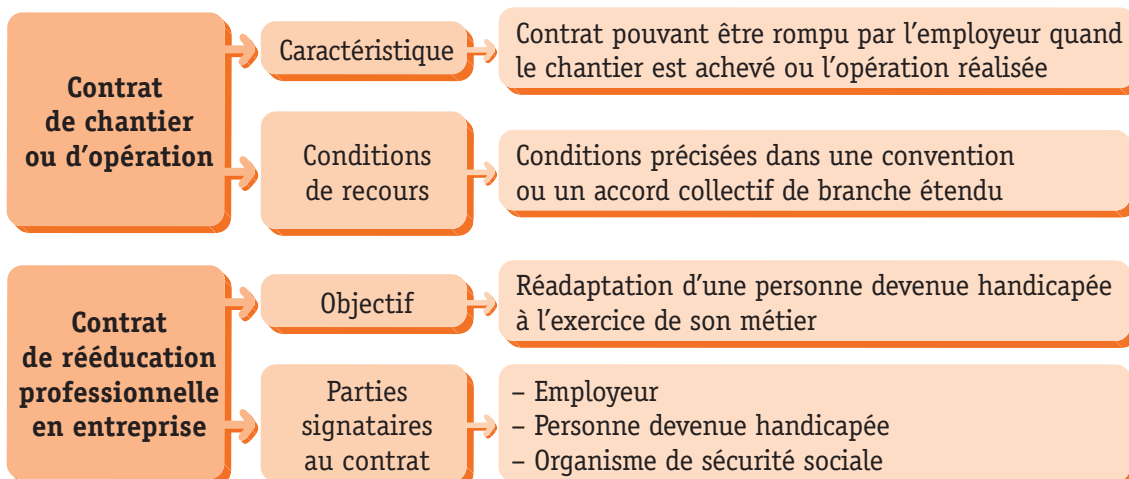 Contrat
de chantier
ou d'opération
Caractéristique
Contrat pouvant être rompu par l'employeur quand
le chantier est achevé ou l'opération réalisée
Conditions
de recours
Conditions précisées dans une convention
ou un accord collectif de branche étendu
Contrat
de rééducation
professionnelle
en entreprise
Objectif
Réadaptation d'une personne devenue handicapée
à l'exercice de son métier
Parties
signataires
au contrat
– Employeur
– Personne devenue handicapée
– Organisme de sécurité sociale